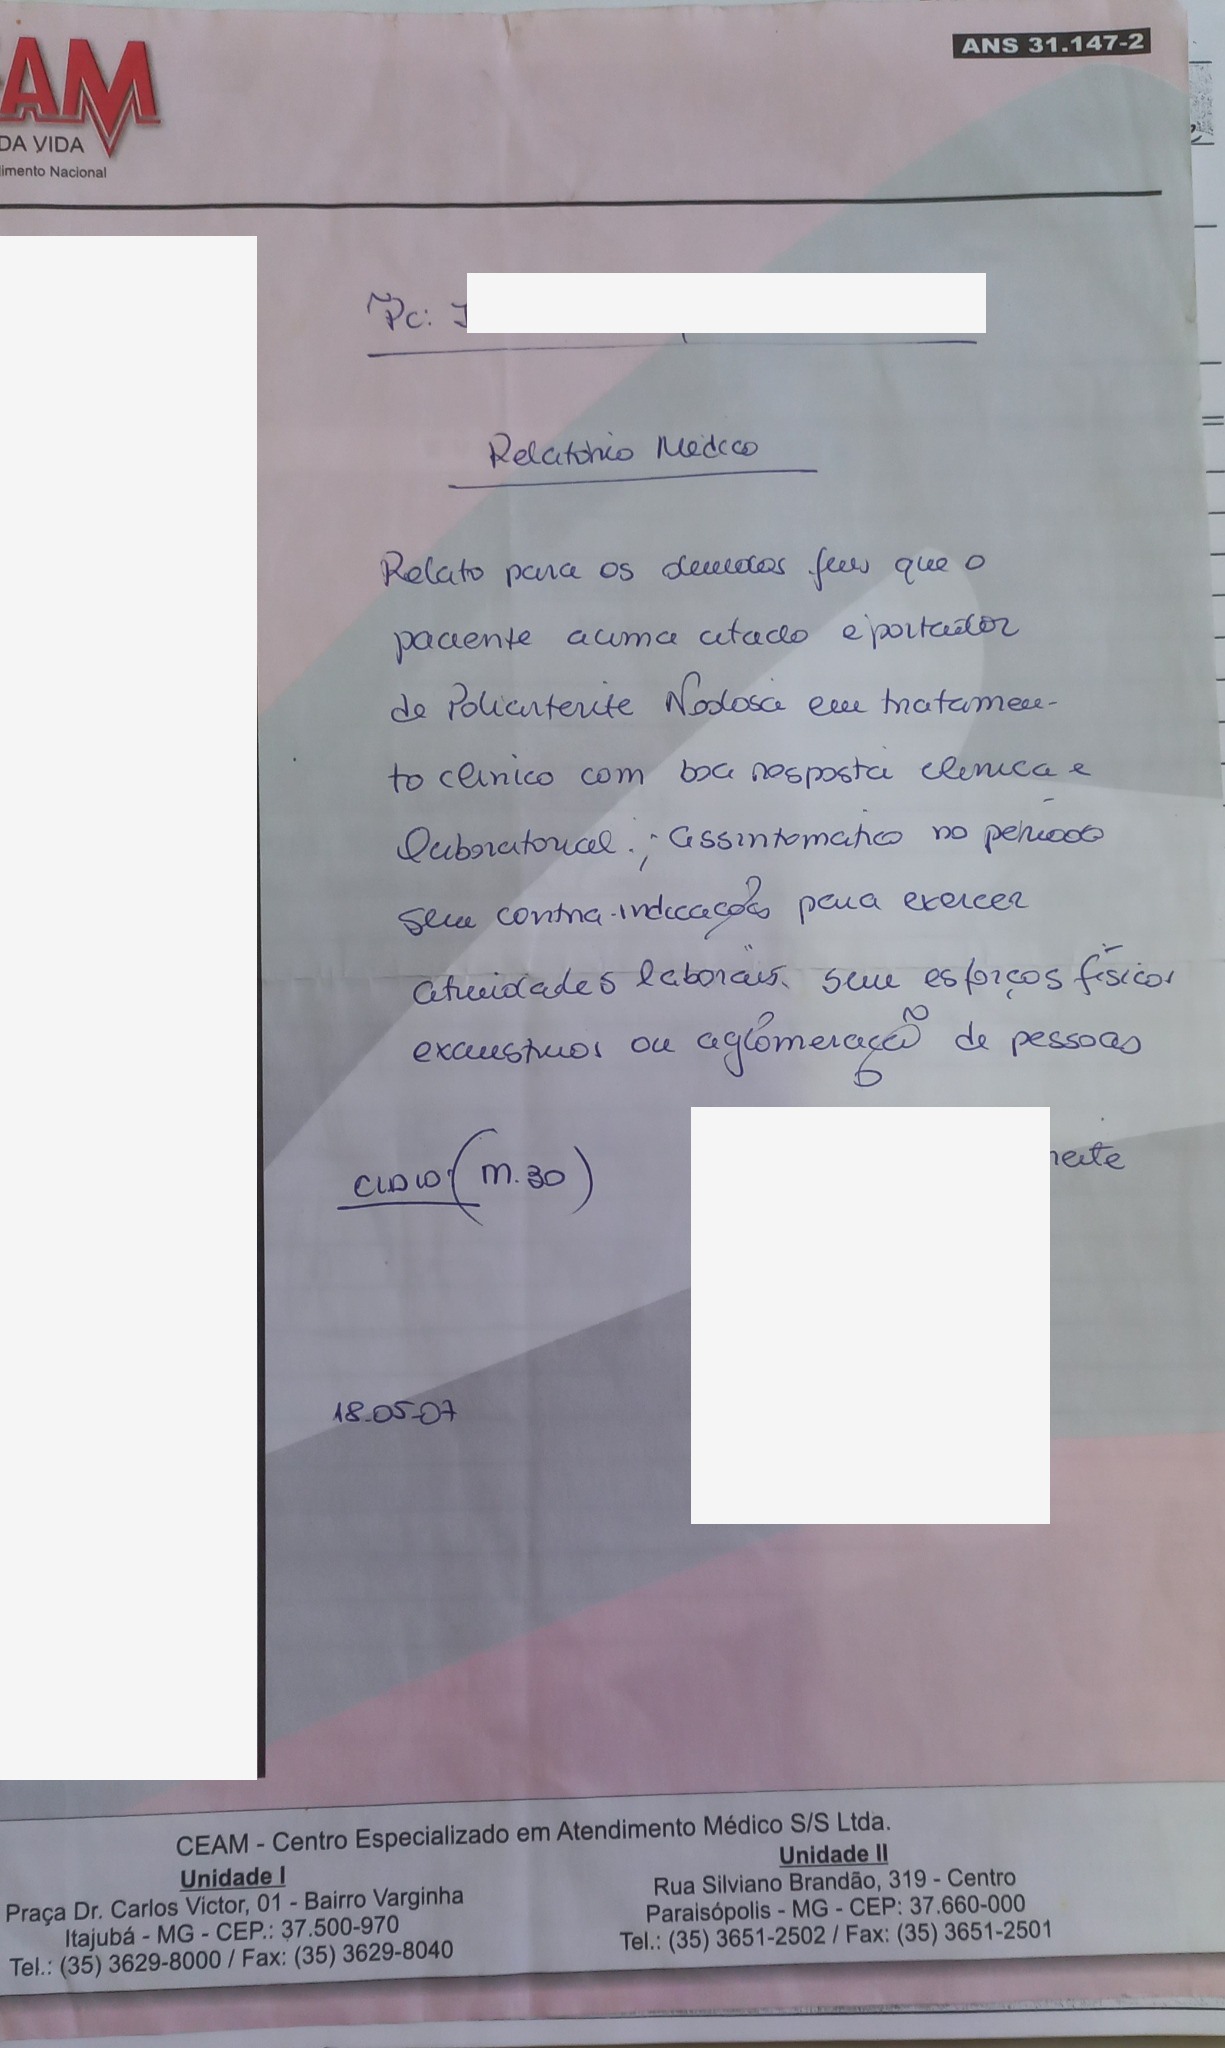 EAM
DA VIDA
dimento Nacional
ANS 31.147-2
Pc: J
Relatório Médico
Relato para os devidos fins que o
paciente acima citado é portador
de Poliarterite Nodosa em tratamen-
to clínico com boa resposta clínica e
laboratorial; assintomático no período
sem contra-indicação para exercer
atividades laborais. sem esforços físicos
exaustivos ou aglomeração de pessoas
mente
CID10 (M.30)
18-05-07
CEAM - Centro Especializado em Atendimento Médico S/S Ltda.
Unidade I
Praça Dr. Carlos Victor, 01 - Bairro Varginha
Itajubá - MG - CEP.: 37.500-970
Tel.: (35) 3629-8000 / Fax: (35) 3629-8040
Unidade II
Rua Silviano Brandão, 319 - Centro
Paraisópolis - MG - CEP: 37.660-000
Tel.: (35) 3651-2502 / Fax: (35) 3651-2501